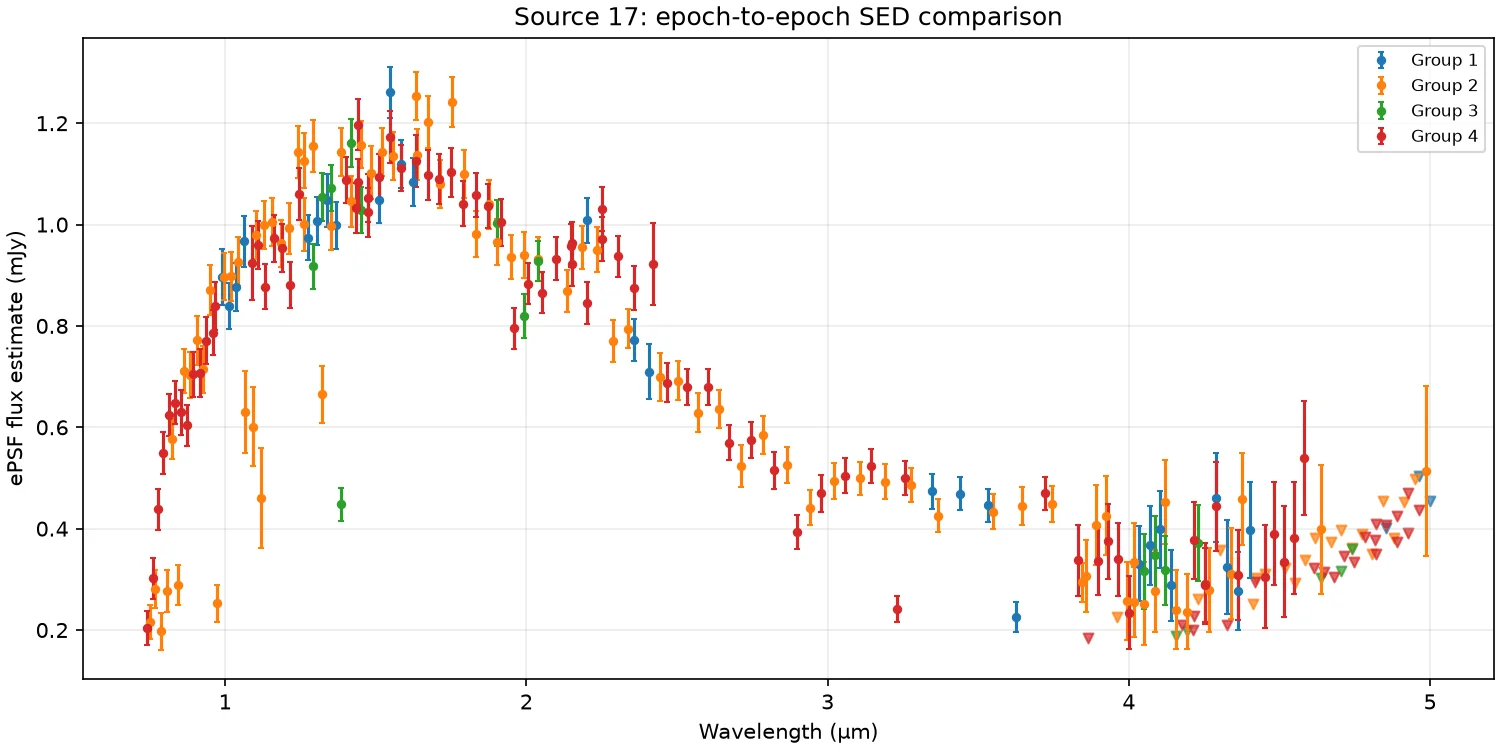 Source 17: epoch-to-epoch SED comparison
ePSF flux estimate (mJy)
1.2
1.0
0.8
0.6
0.4
0.2
Group 1
Group 2
Group 3
Group 4
1 2 3 4 5
Wavelength (µm)